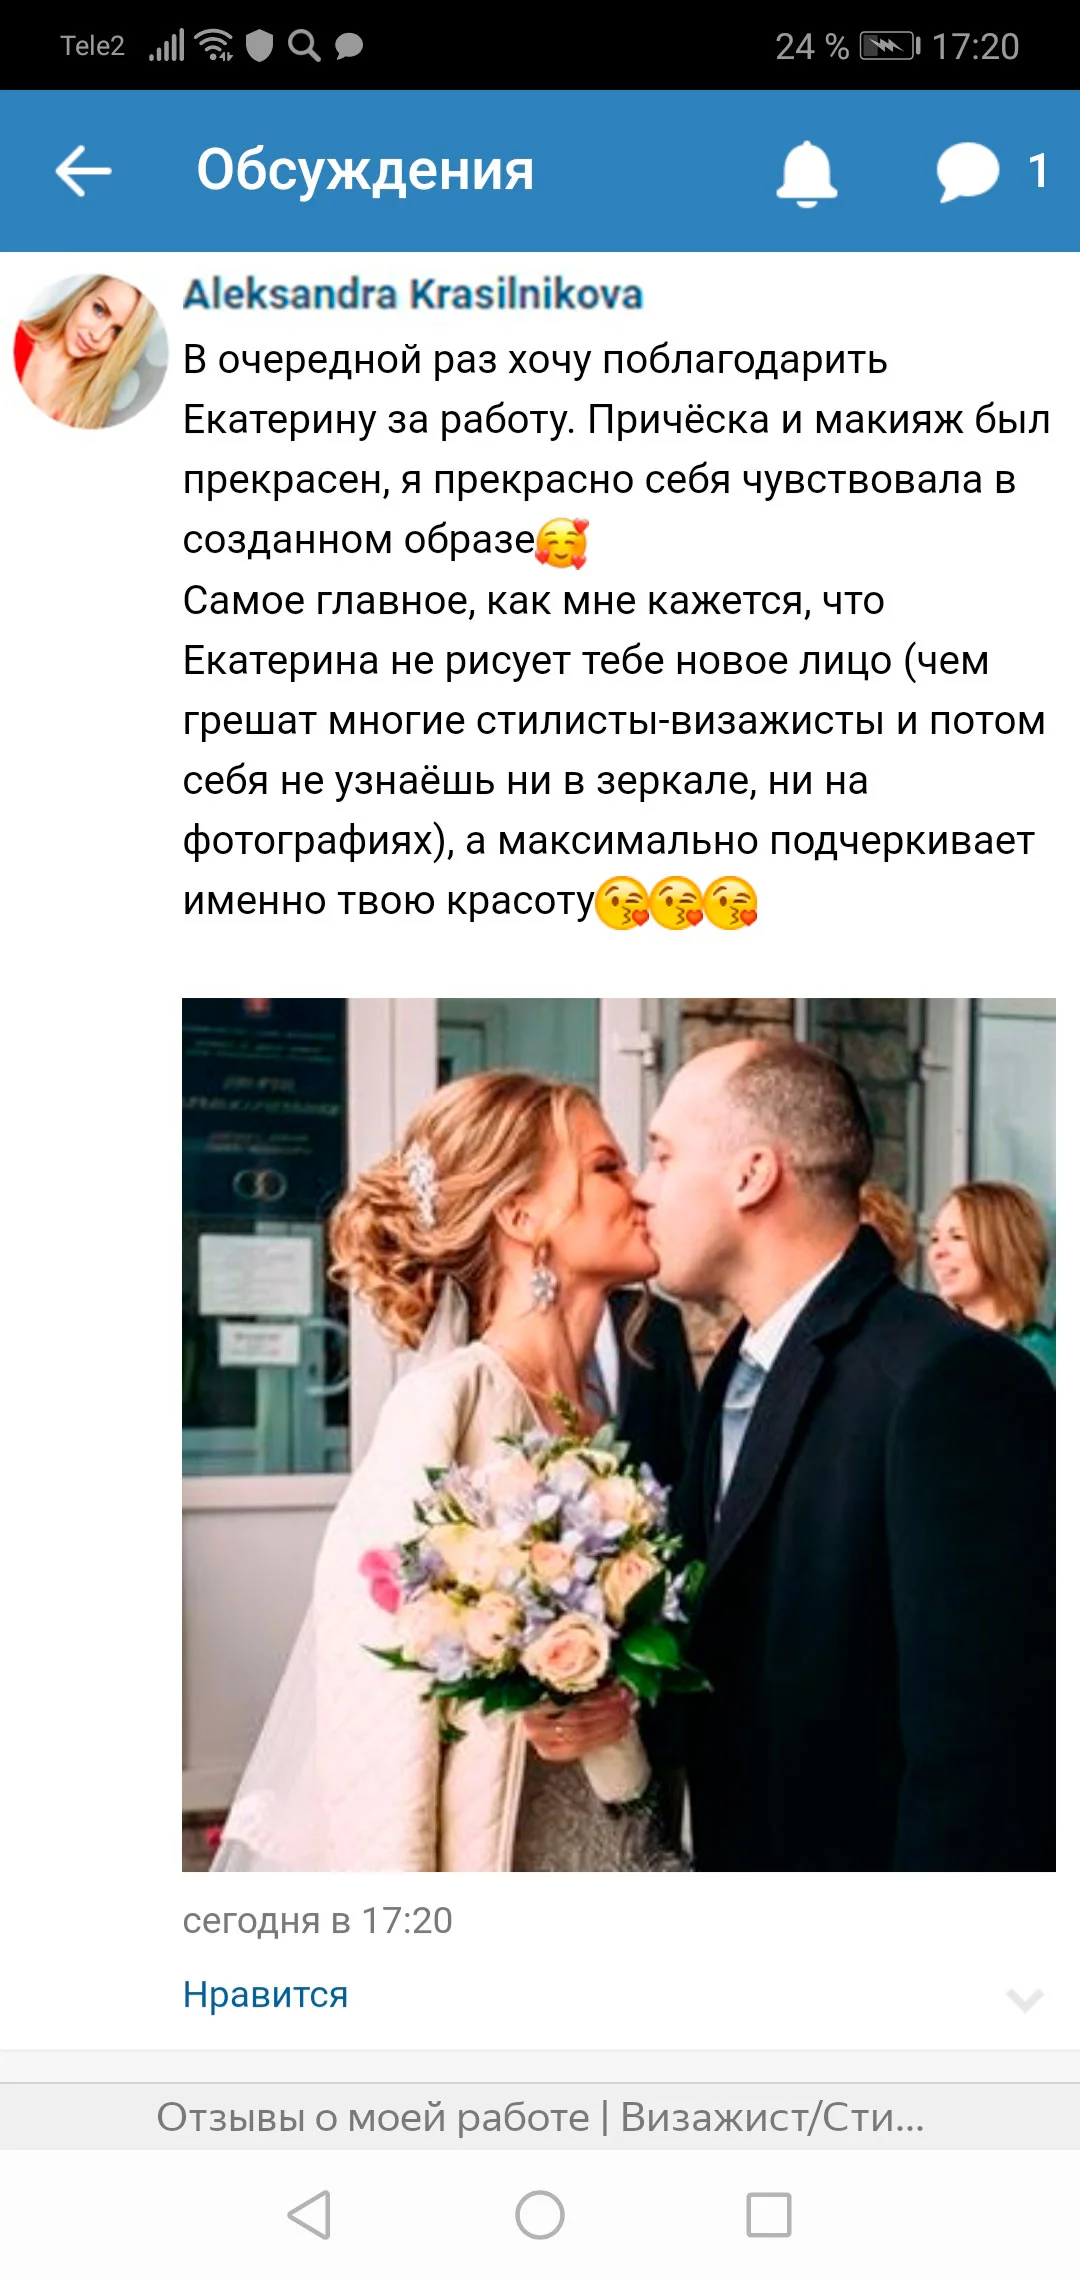 Tele2 24 % 17:20
Обсуждения 1
Aleksandra Krasilnikova
В очередной раз хочу поблагодарить
Екатерину за работу. Причёска и макияж был
прекрасен, я прекрасно себя чувствовала в
созданном образе🥰
Самое главное, как мне кажется, что
Екатерина не рисует тебе новое лицо (чем
грешат многие стилисты-визажисты и потом
себя не узнаёшь ни в зеркале, ни на
фотографиях), а максимально подчеркивает
именно твою красоту😘😘😘
сегодня в 17:20
Нравится
Отзывы о моей работе | Визажист/Сти...